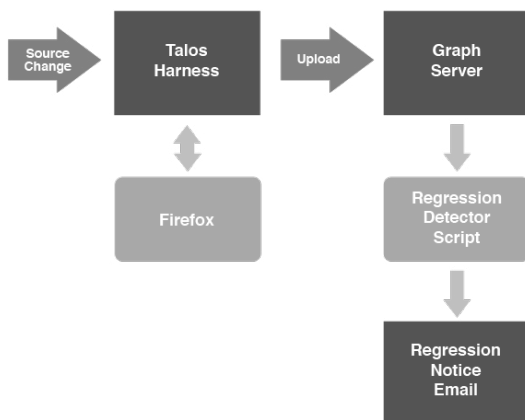 Source
Change
Talos
Harness
Upload
Graph
Server
Firefox
Regression
Detector
Script
Regression
Notice
Email